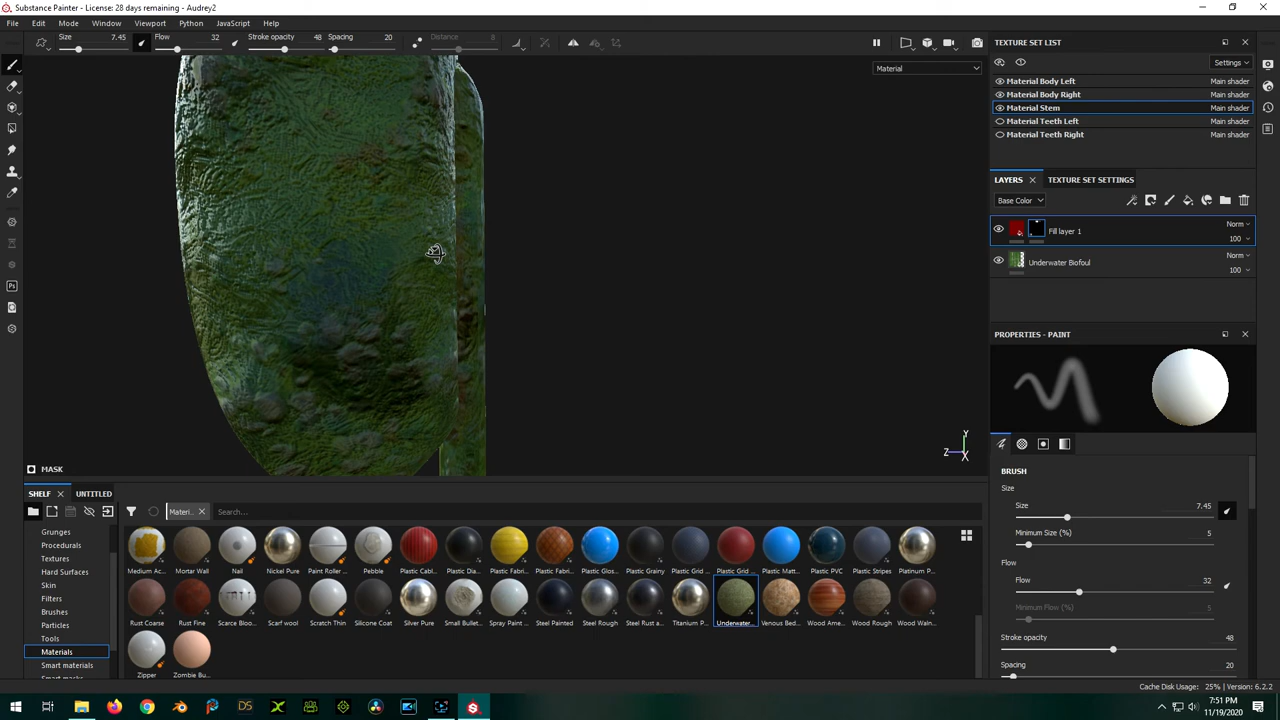 Substance Painter - License: 28 days remaining - Audrey2
File Edit Mode Window Viewport Python JavaScript Help
Size 7.45 Flow 32 Stroke opacity 48 Spacing 20 Distance 8
Material
TEXTURE SET LIST
Settings
Material Body Left Main shader
Material Body Right Main shader
Material Stem Main shader
Material Teeth Left Main shader
Material Teeth Right Main shader
LAYERS TEXTURE SET SETTINGS
Base Color
Fill layer 1 Norm 100
Underwater Biofoul Norm 100
PROPERTIES - PAINT
BRUSH
Size
Size 7.45
Minimum Size (%) 5
Flow
Flow 32
Minimum Flow (%) 5
Stroke opacity 48
Spacing 20
Y
Z X
MASK
SHELF UNTITLED
Materi... Search...
Grunges
Procedurals
Textures
Hard Surfaces
Skin
Filters
Brushes
Particles
Tools
Materials
Smart materials
Smart masks
Medium Ac... Mortar Wall Nail Nickel Pure Paint Roller ... Pebble Plastic Cabl... Plastic Dia... Plastic Fabri... Plastic Fabri... Plastic Glos... Plastic Grainy Plastic Grid ... Plastic Grid ... Plastic Matt... Plastic PVC Plastic Stripes Platinum P...
Rust Coarse Rust Fine Scarce Bloo... Scarf wool Scratch Thin Silicone Coat Silver Pure Small Bullet... Spray Paint ... Steel Painted Steel Rough Steel Rust a... Titanium P... Underwater... Venous Bed... Wood Ame... Wood Rough Wood Waln...
Zipper Zombie Bu...
Cache Disk Usage: 25% | Version: 6.2.2
7:51 PM
11/19/2020